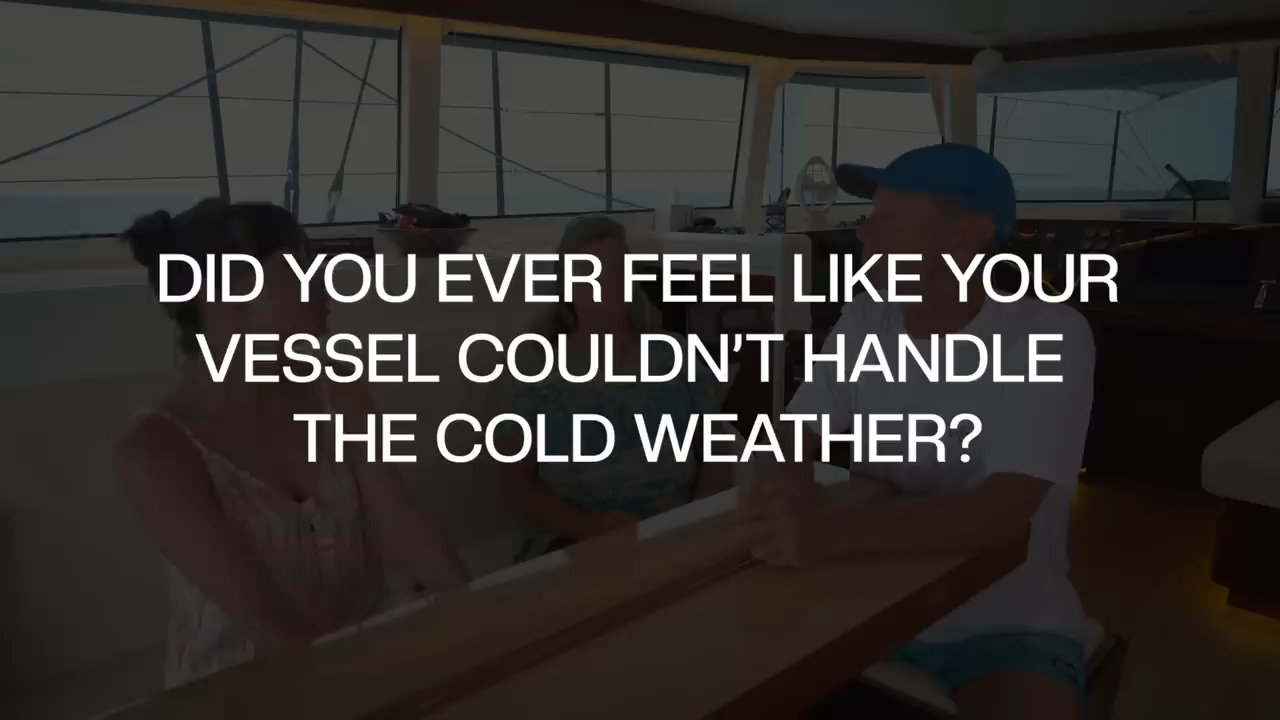 DID YOU EVER FEEL LIKE YOUR
VESSEL COULDN’T HANDLE
THE COLD WEATHER?